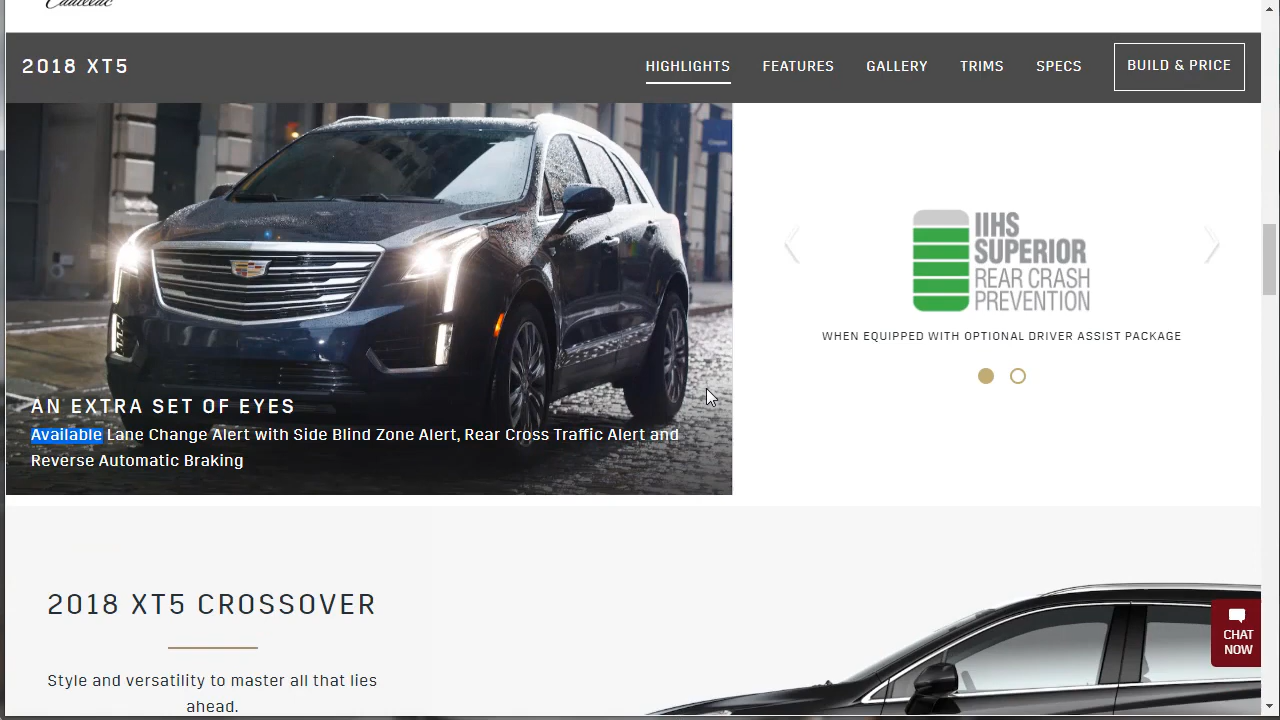 Cadillac
2018 XT5
HIGHLIGHTS
FEATURES
GALLERY
TRIMS
SPECS
BUILD & PRICE
AN EXTRA SET OF EYES
Available Lane Change Alert with Side Blind Zone Alert, Rear Cross Traffic Alert and
Reverse Automatic Braking
IIHS
SUPERIOR
REAR CRASH
PREVENTION
WHEN EQUIPPED WITH OPTIONAL DRIVER ASSIST PACKAGE
2018 XT5 CROSSOVER
Style and versatility to master all that lies
ahead.
CHAT
NOW